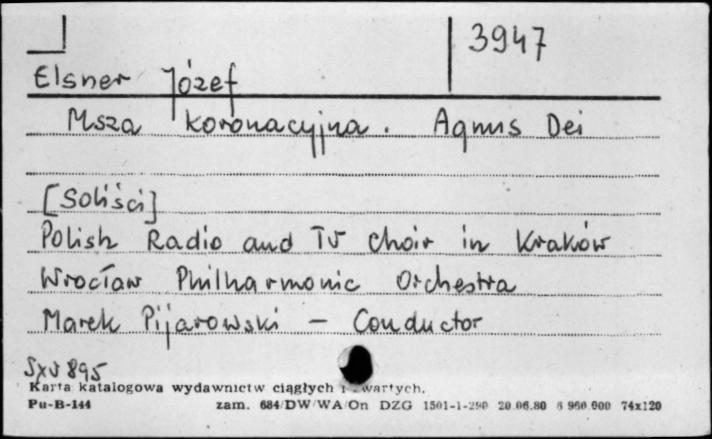 3947
Elsner Józef
Msza koronacyjna. Agnus Dei
[Soliści]
Polish Radio and TV choir in Kraków
Wrocław Philharmonic Orchestra
Marek Pijarowski - Conductor
SXV 895
Karta katalogowa wydawnictw ciągłych i zwartych.
Pu-B-144 zam. 684/DW/WA/On DZG 1501-1-290 20.06.80 000 74x120